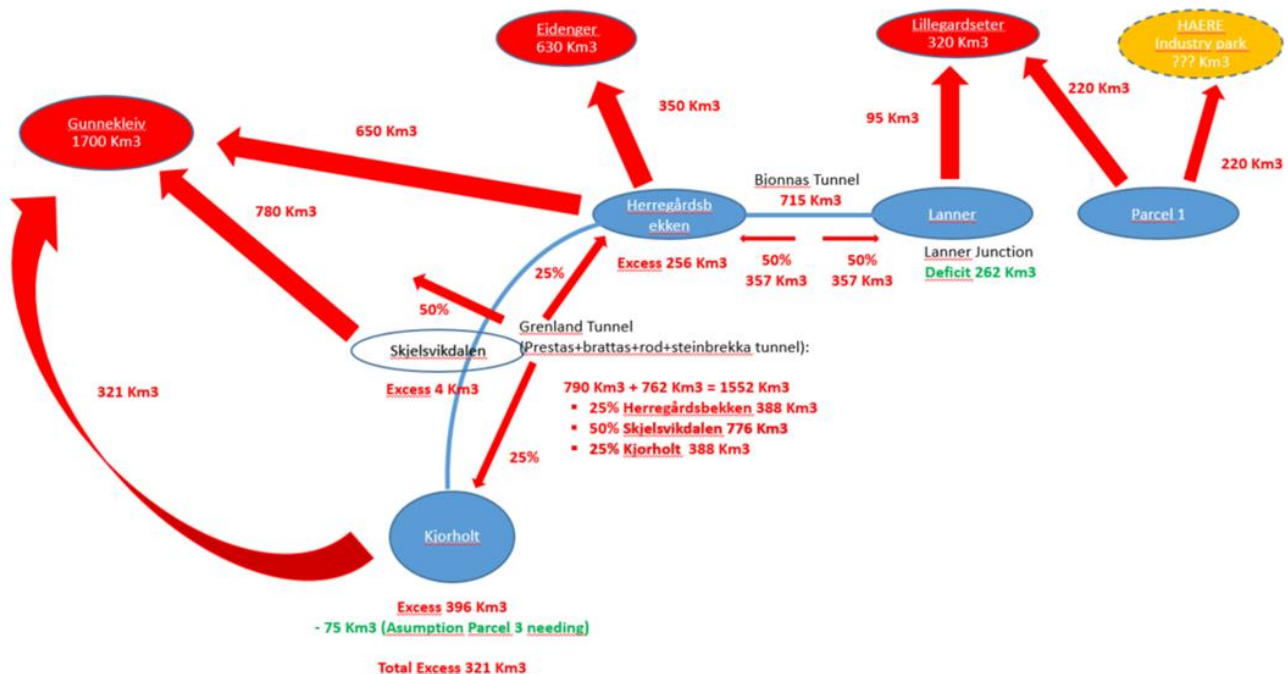 Eidenger
630 Km3
Lillegardseter
320 Km3
HAERE
Industry park
??? Km3
Gunnekleiv
1700 Km3
650 Km3
350 Km3
95 Km3
220 Km3
220 Km3
780 Km3
Herregårdsb
ekken
Bjonnas Tunnel
715 Km3
Lanner
Parcel 1
Excess 256 Km3
50%
357 Km3
50%
357 Km3
Lanner Junction
Deficit 262 Km3
25%
50%
Skjelsvikdalen
Excess 4 Km3
Grenland Tunnel
(Prestas+brattas+rod+steinbrekka tunnel):
790 Km3 + 762 Km3 = 1552 Km3
▪ 25% Herregårdsbekken 388 Km3
▪ 50% Skjelsvikdalen 776 Km3
▪ 25% Kjorholt 388 Km3
321 Km3
25%
Kjorholt
Excess 396 Km3
- 75 Km3 (Asumption Parcel 3 needing)
Total Excess 321 Km3